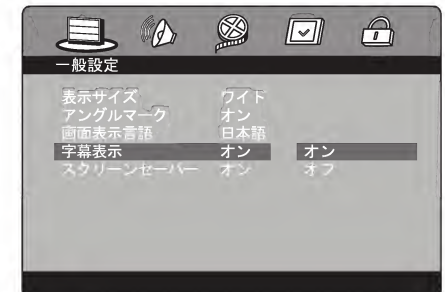 一般設定
表示サイズ ワイド
アングルマーク オン
画面表示言語 日本語
字幕表示 オン オン
スクリーンセーバー オン オフ